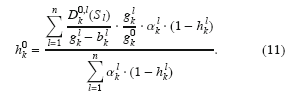 $$h_k^0 = \frac{\sum_{l=1}^{n} \frac{D_k^{0,l}(S_l)}{g_k^l - b_k^l} \cdot \frac{g_k^l}{g_k^0} \cdot \alpha_k^l \cdot (1 - h_k^l)}{\sum_{l=1}^{n} \alpha_k^l \cdot (1 - h_k^l)}. \quad (11)$$